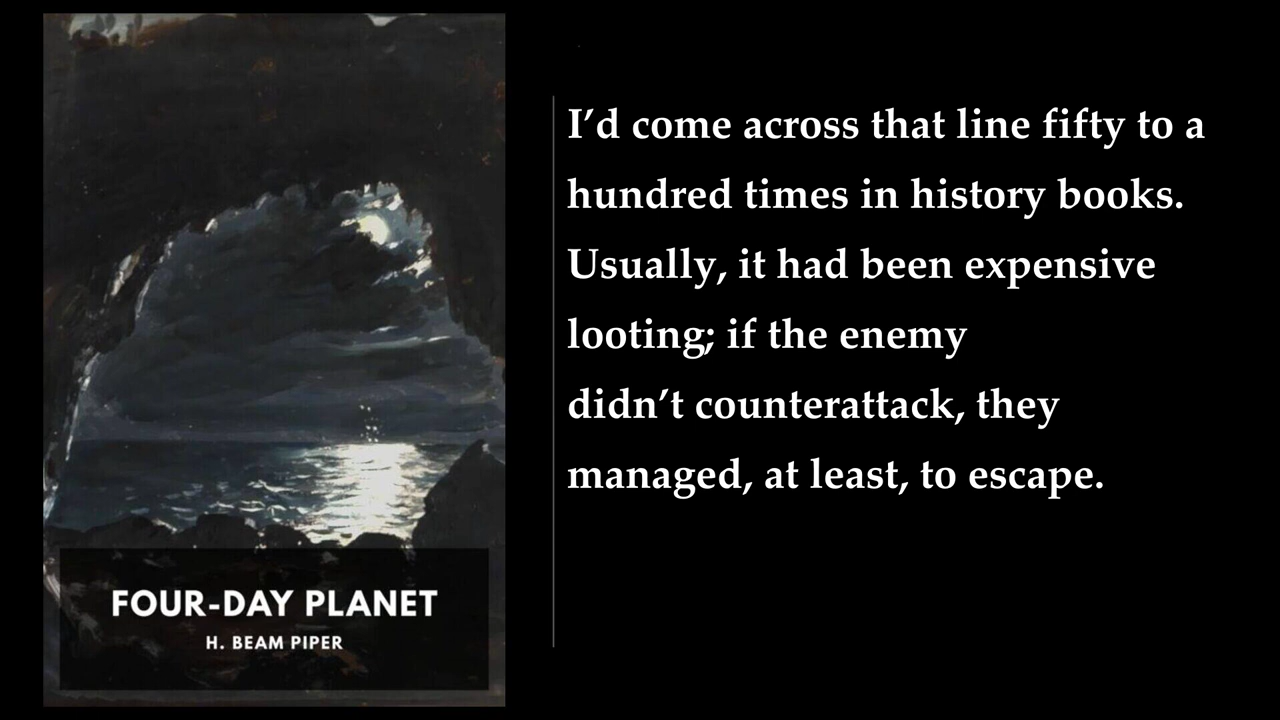 I’d come across that line fifty to a
hundred times in history books.
Usually, it had been expensive
looting; if the enemy
didn’t counterattack, they
managed, at least, to escape.
FOUR-DAY PLANET
H. BEAM PIPER